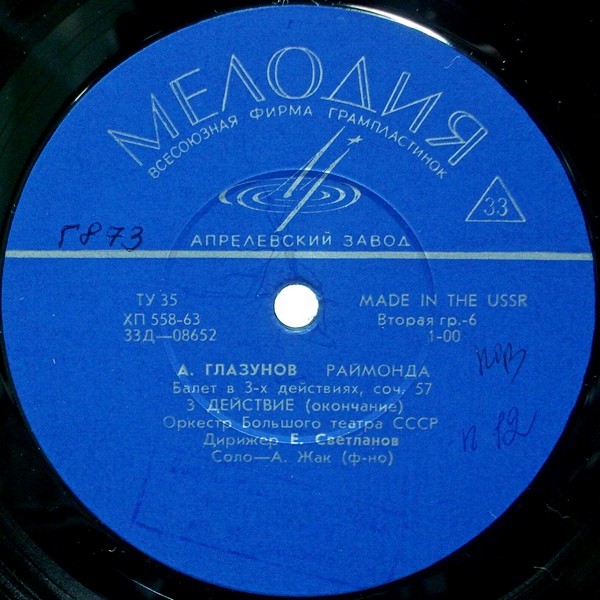 МЕЛОДИЯ
ВСЕСОЮЗНАЯ ФИРМА ГРАМПЛАСТИНОК
33
Г873
АПРЕЛЕВСКИЙ ЗАВОД
ТУ 35
ХП 558-63
33Д—08652
MADE IN THE USSR
Вторая гр.-6
1-00
А. ГЛАЗУНОВ РАЙМОНДА
Балет в 3-х действиях, соч. 57
3 ДЕЙСТВИЕ (окончание)
Оркестр Большого театра СССР
Дирижер Е. Светланов
Соло—А. Жак (ф-но)
п 12